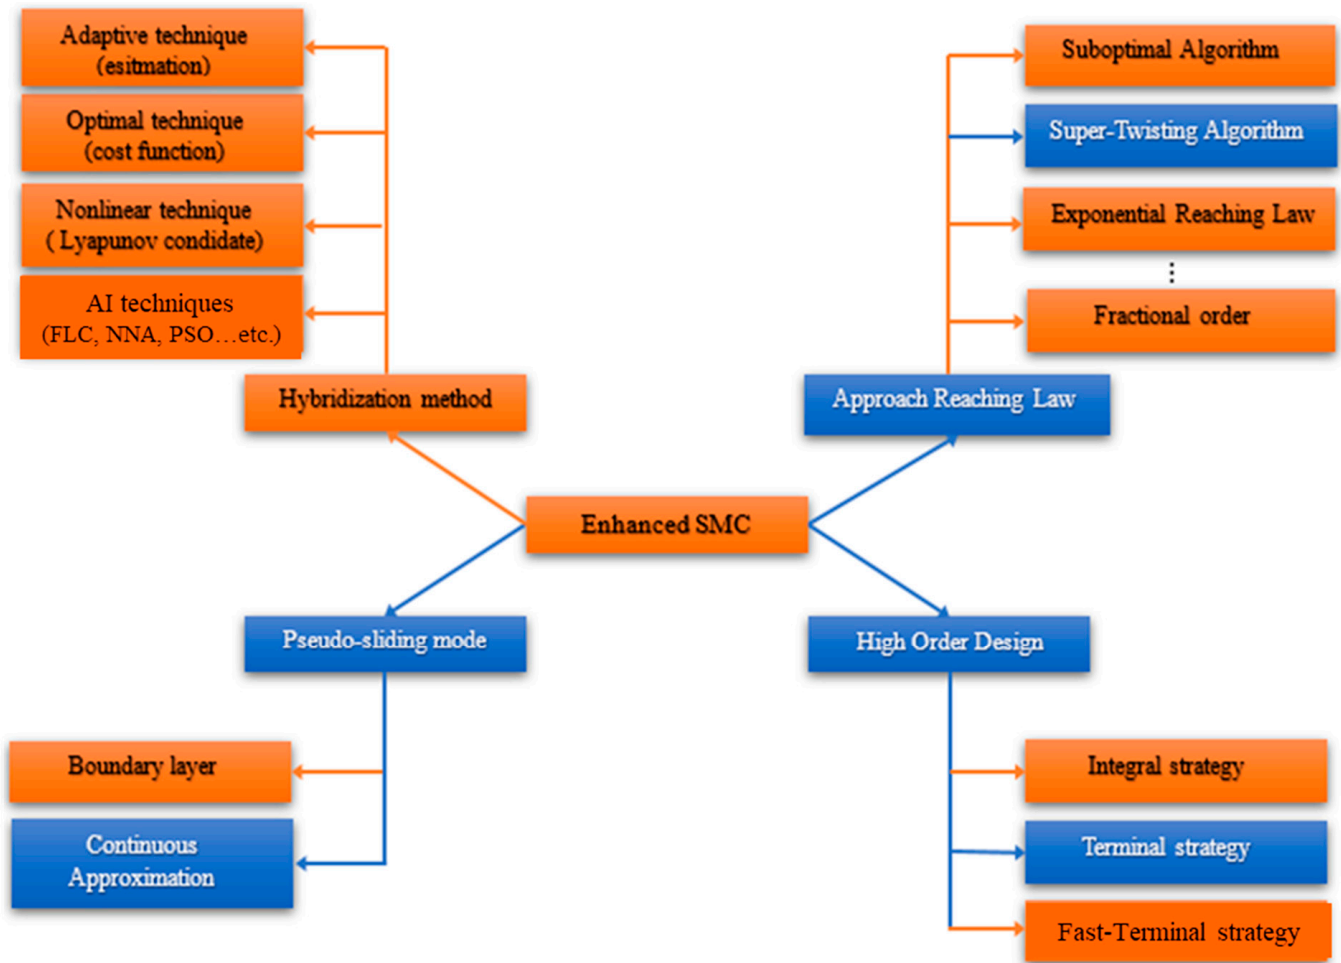 Adaptive technique
(esitmation)
Optimal technique
(cost function)
Nonlinear technique
( Lyapunov condidate)
AI techniques
(FLC, NNA, PSO…etc.)
Hybridization method
Suboptimal Algorithm
Super-Twisting Algorithm
Exponential Reaching Law
⋮
Fractional order
Approach Reaching Law
Enhanced SMC
Pseudo-sliding mode
Boundary layer
Continuous
Approximation
High Order Design
Integral strategy
Terminal strategy
Fast-Terminal strategy